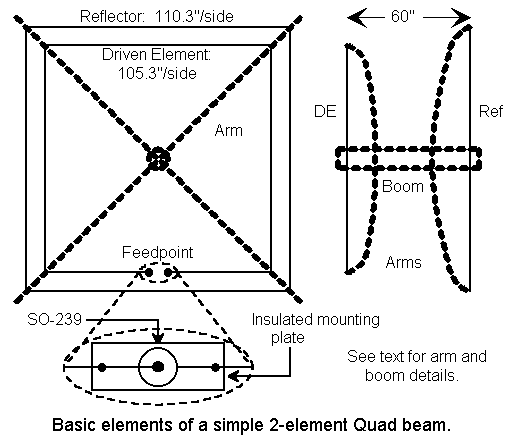 Reflector: 110.3"/side
60"
Driven Element:
105.3"/side
Arm
DE
Ref
Boom
Feedpoint
Arms
SO-239
Insulated mounting
plate
See text for arm and
boom details.
Basic elements of a simple 2-element Quad beam.